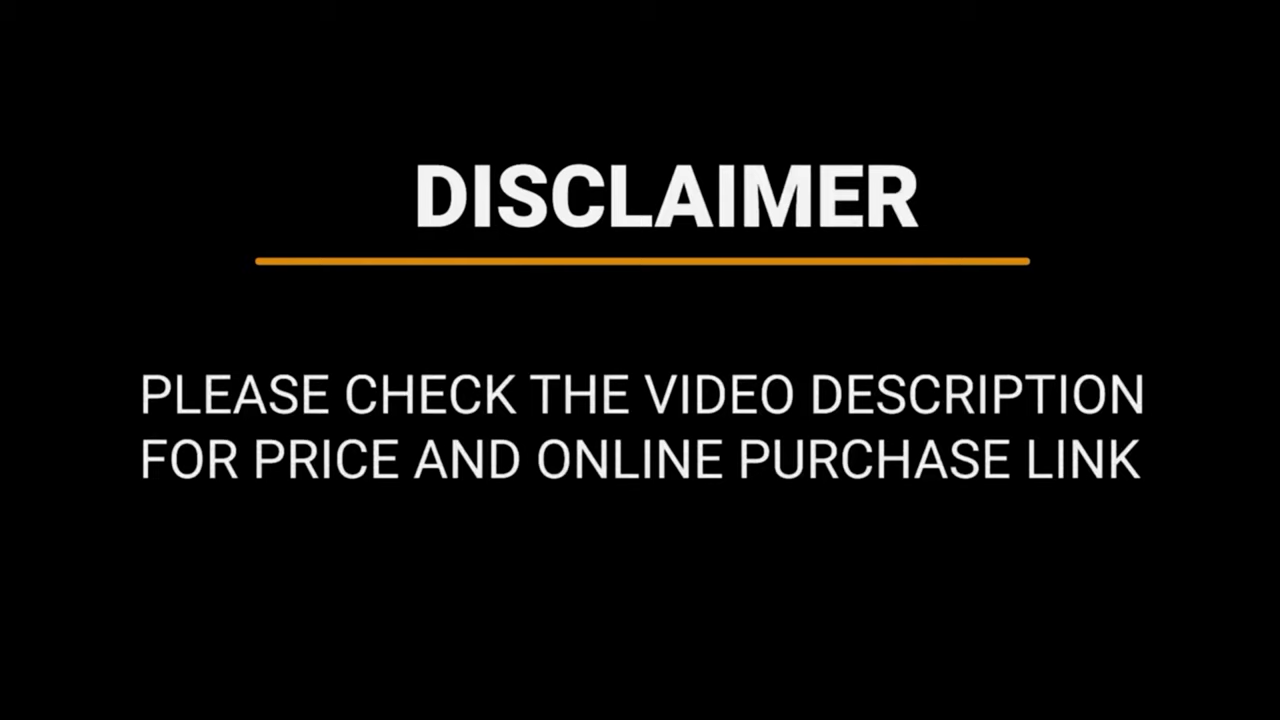 DISCLAIMER
PLEASE CHECK THE VIDEO DESCRIPTION
FOR PRICE AND ONLINE PURCHASE LINK